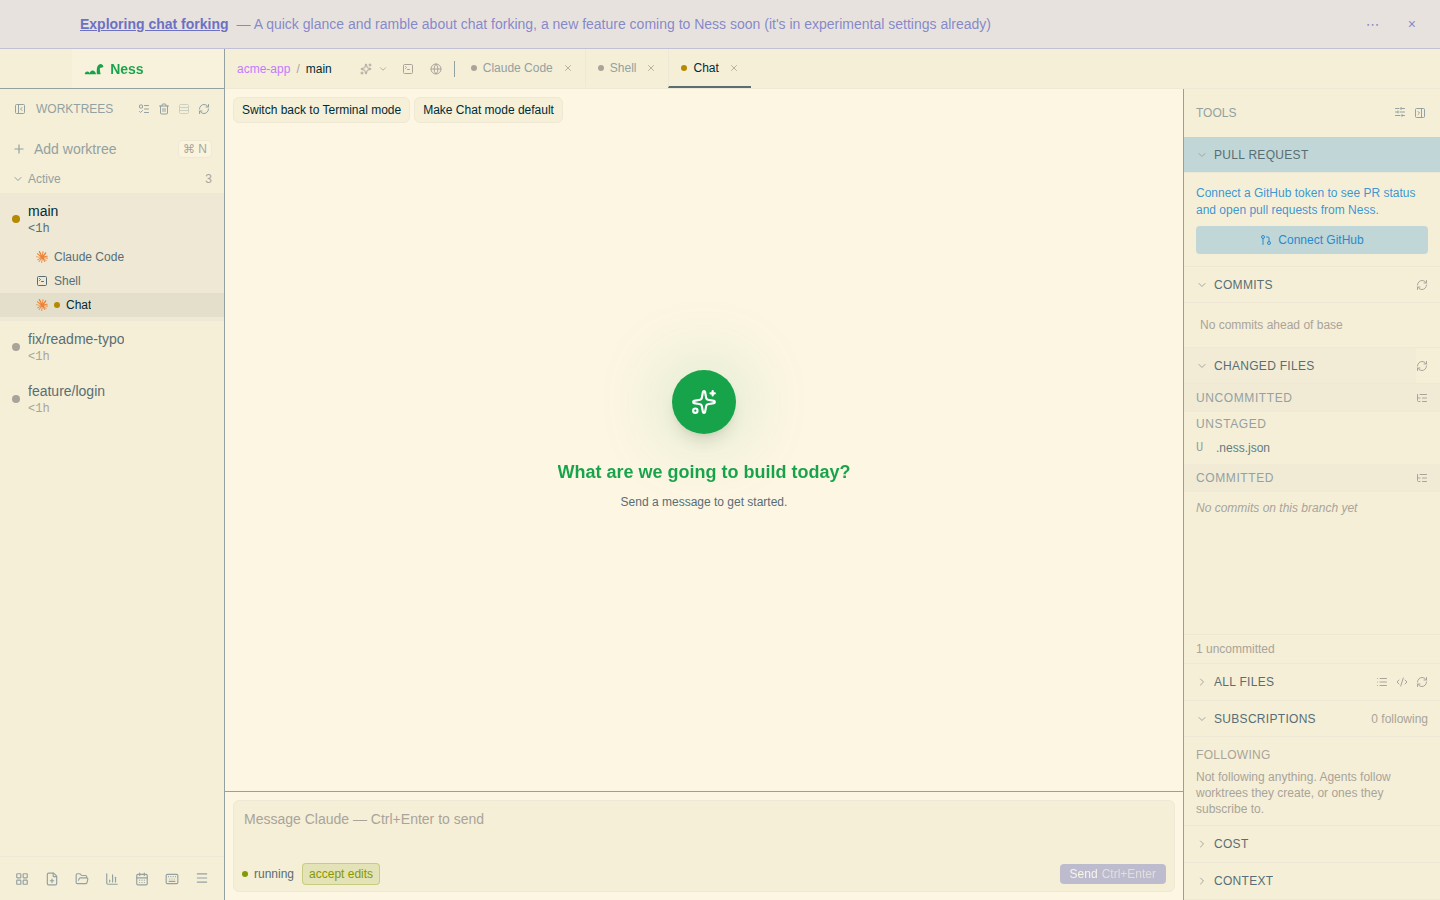 Exploring chat forking — A quick glance and ramble about chat forking, a new feature coming to Ness soon (it's in experimental settings already)
Ness
acme-app / main
Claude Code
Shell
Chat
WORKTREES
Add worktree
⌘ N
Active
3
main
<1h
Claude Code
Shell
Chat
fix/readme-typo
<1h
feature/login
<1h
Switch back to Terminal mode
Make Chat mode default
What are we going to build today?
Send a message to get started.
Message Claude — Ctrl+Enter to send
running
accept edits
Send Ctrl+Enter
TOOLS
PULL REQUEST
Connect a GitHub token to see PR status
and open pull requests from Ness.
Connect GitHub
COMMITS
No commits ahead of base
CHANGED FILES
UNCOMMITTED
UNSTAGED
U .ness.json
COMMITTED
No commits on this branch yet
1 uncommitted
ALL FILES
SUBSCRIPTIONS
0 following
FOLLOWING
Not following anything. Agents follow
worktrees they create, or ones they
subscribe to.
COST
CONTEXT